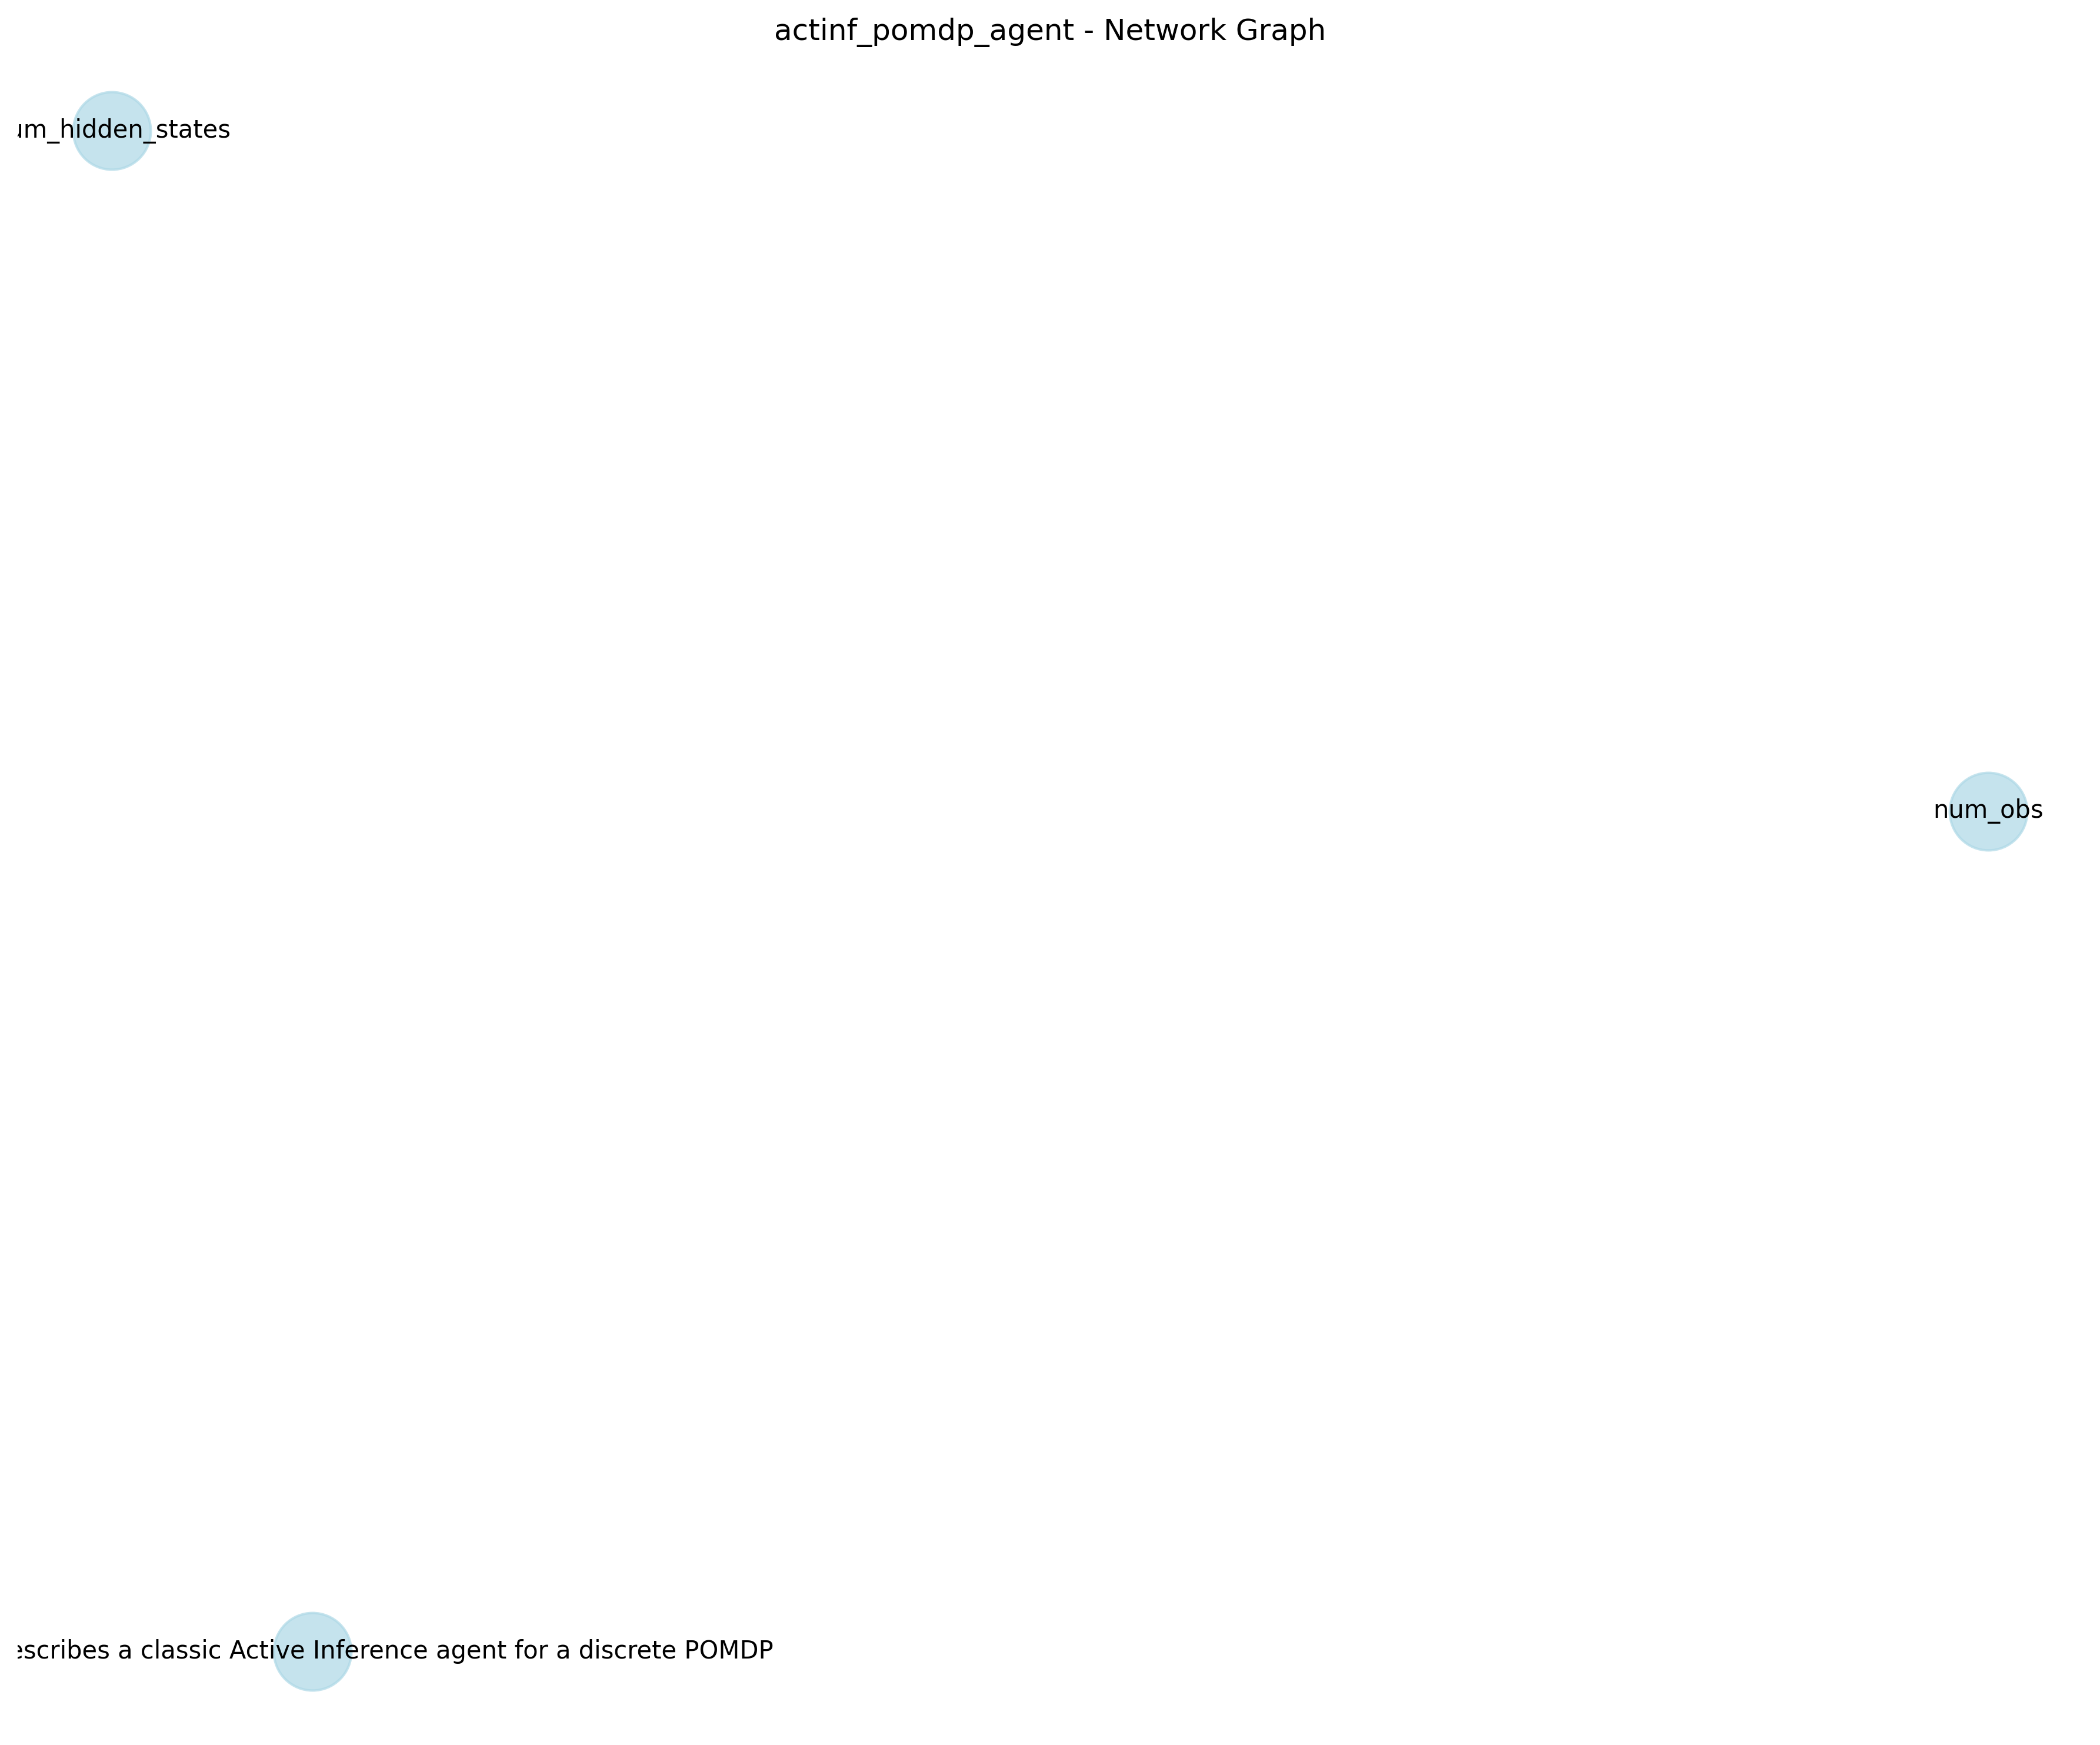 actinf_pomdp_agent - Network Graph
um_hidden_states
num_obs
escribes a classic Active Inference agent for a discrete POMDP